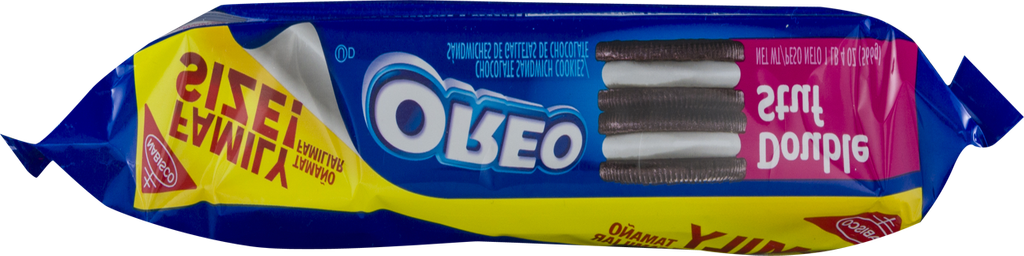 NABISCO
FAMILY
SIZE!
TAMAÑO
FAMILIAR
OREO
CHOCOLATE SANDWICH COOKIES
SANDWICHES DE GALLETAS DE CHOCOLATE
Ⓤ D
Double
Stuf
NET WT/PESO NETO 1 LB 4 OZ (566g)
TAMAÑO
NABISCO